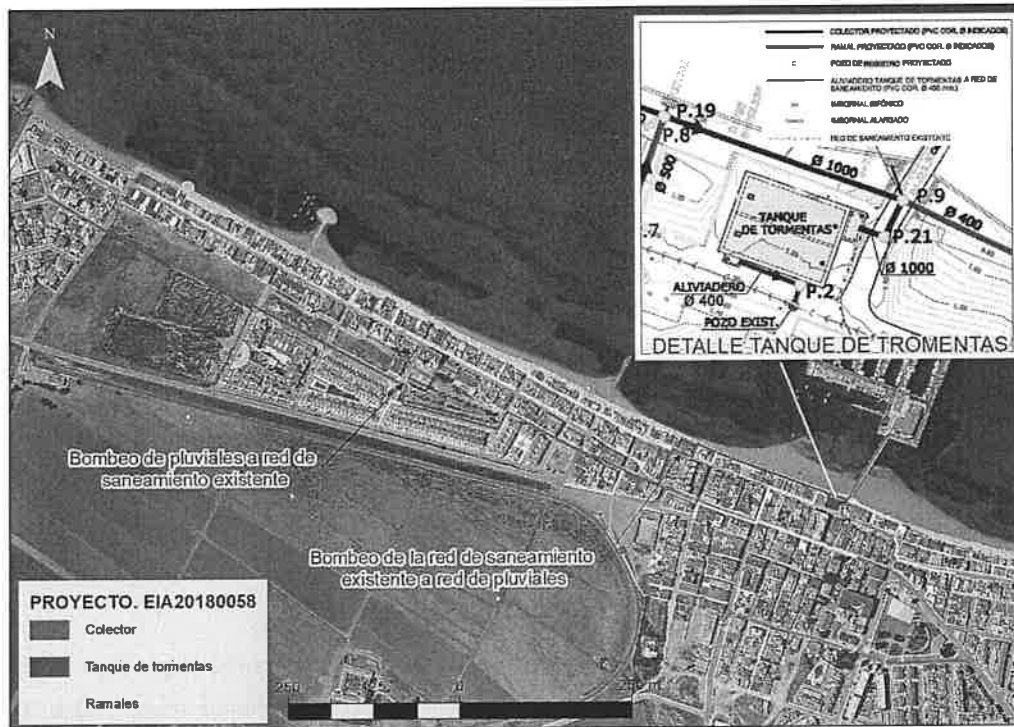 N
COLECTOR PROYECTADO (PVC COR. Ø INDICADOS)
RAMAL PROYECTADO (PVC COR. Ø INDICADOS)
POZO DE REGISTRO PROYECTADO
ALIVIADERO TANQUE DE TORMENTAS A RED DE
SANEAMIENTO (PVC COR. Ø 400 mm.)
IMBORNAL SIFÓNICO
IMBORNAL ALARGADO
RED DE SANEAMIENTO EXISTENTE
P.19
P.8
Ø 500
Ø 1000
P.9
Ø 400
TANQUE
DE TORMENTAS*
P.21
Ø 1000
.7
ALIVIADERO
Ø 400
P.2
POZO EXIST.
DETALLE TANQUE DE TROMENTAS
Bombeo de pluviales a red de
saneamiento existente
Bombeo de la red de saneamiento
existente a red de pluviales
PROYECTO. EIA20180058
Colector
Tanque de tormentas
Ramales
250
0